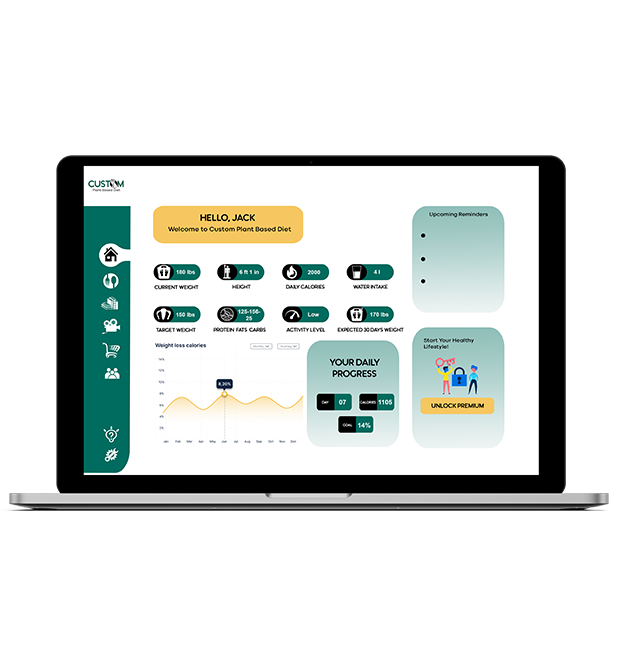 CUSTOM
Plant Based Diet
HELLO, JACK
Welcome to Custom Plant Based Diet
180 lbs
CURRENT WEIGHT
6 ft 1 in
HEIGHT
2000
DAILY CALORIES
4 l
WATER INTAKE
150 lbs
TARGET WEIGHT
125-156-
25
PROTEIN FATS CARBS
Low
ACTIVITY LEVEL
170 lbs
EXPECTED 30 DAYS WEIGHT
Weight loss calories
14%
12%
10%
8%
6%
4%
2%
8,20%
Jan Feb Mar Apr May Jun Jul Aug Sep Oct Nov Dec
YOUR DAILY
PROGRESS
DAY 07
CALORIES 1105
GOAL 14%
Upcoming Reminders
Start Your Healthy
Lifestyle!
UNLOCK PREMIUM